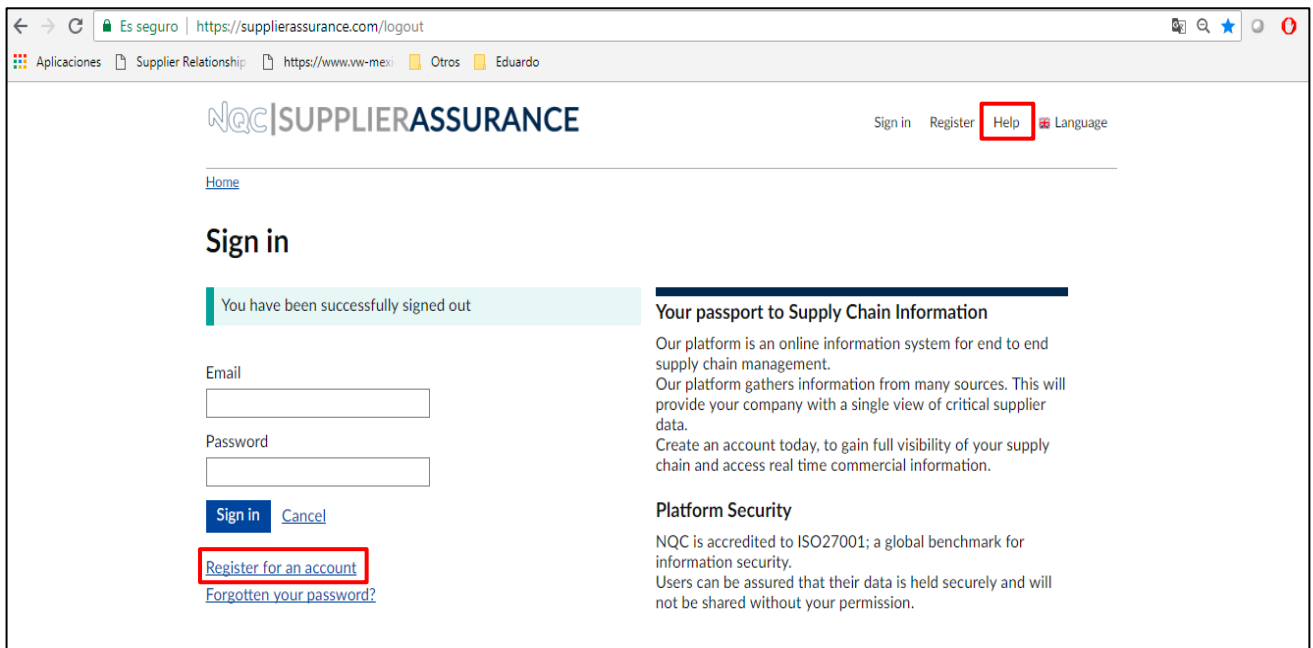 Es seguro | https://supplierassurance.com/logout
Aplicaciones Supplier Relationship https://www.vw-mexi Otros Eduardo
NQC|SUPPLIERASSURANCE
Sign in Register Help Language
Home
Sign in
You have been successfully signed out
Email
Password
Sign in Cancel
Register for an account
Forgotten your password?
Your passport to Supply Chain Information
Our platform is an online information system for end to end
supply chain management.
Our platform gathers information from many sources. This will
provide your company with a single view of critical supplier
data.
Create an account today, to gain full visibility of your supply
chain and access real time commercial information.
Platform Security
NQC is accredited to ISO27001; a global benchmark for
information security.
Users can be assured that their data is held securely and will
not be shared without your permission.